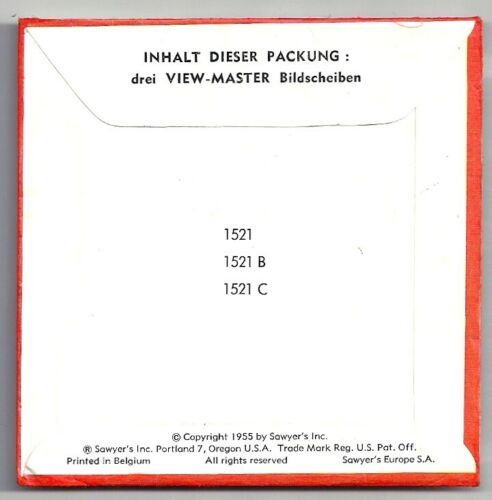 INHALT DIESER PACKUNG :
drei VIEW-MASTER Bildscheiben
1521
1521 B
1521 C
© Copyright 1955 by Sawyer's Inc.
® Sawyer's Inc. Portland 7, Oregon U.S.A. Trade Mark Reg. U.S. Pat. Off.
Printed in Belgium All rights reserved Sawyer's Europe S.A.